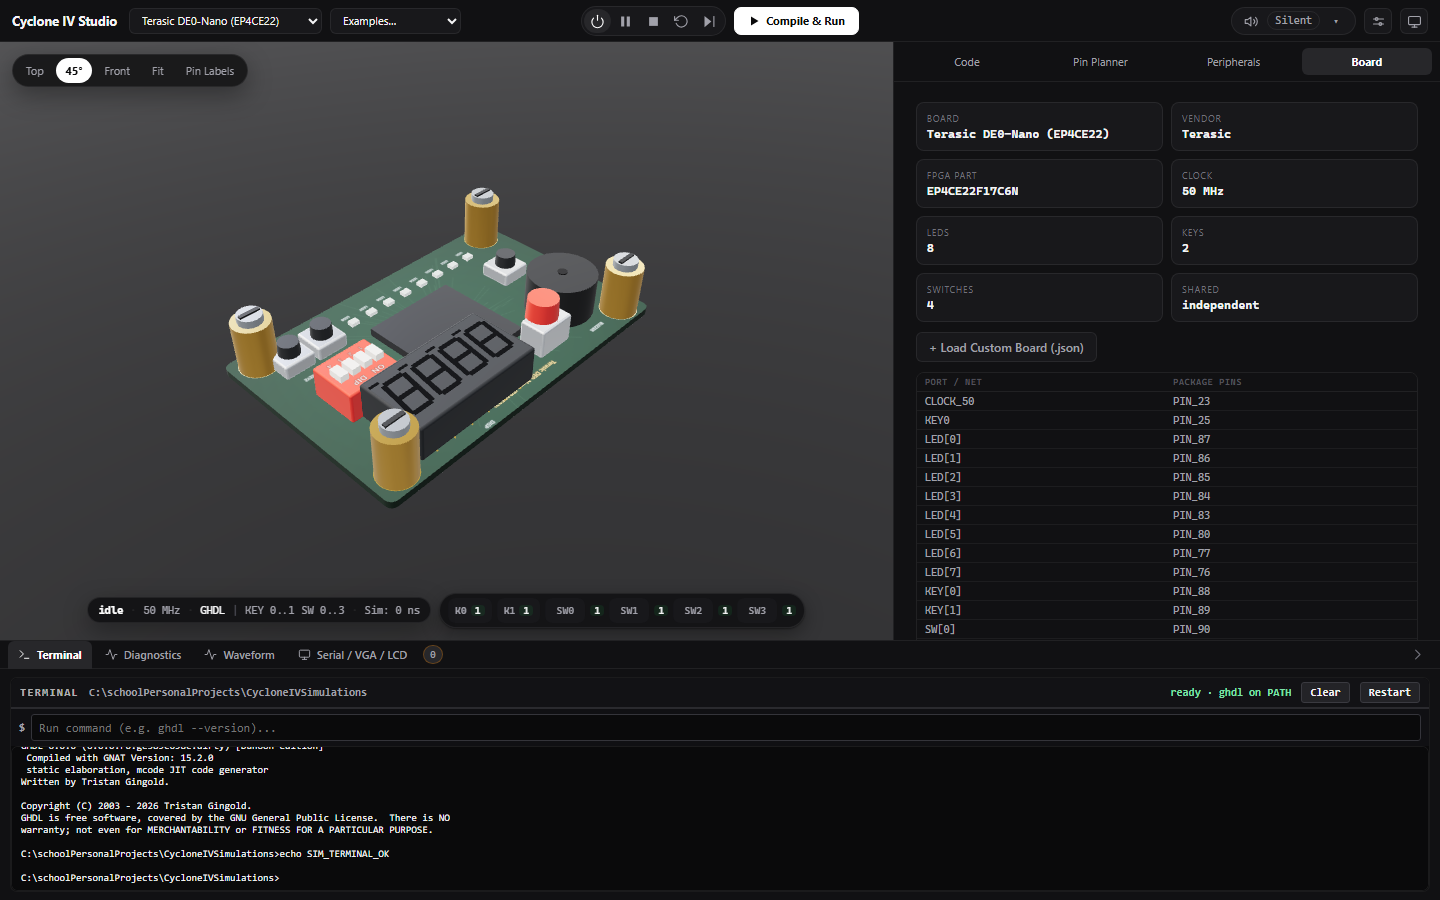 Cyclone IV Studio
Terasic DE0-Nano (EP4CE22)
Examples...
Compile & Run
Silent
Top
45°
Front
Fit
Pin Labels
Code
Pin Planner
Peripherals
Board
BOARD
Terasic DE0-Nano (EP4CE22)
VENDOR
Terasic
FPGA PART
EP4CE22F17C6N
CLOCK
50 MHz
LEDS
8
KEYS
2
SWITCHES
4
SHARED
independent
+ Load Custom Board (.json)
PORT / NET PACKAGE PINS
CLOCK_50 PIN_23
KEY0 PIN_25
LED[0] PIN_87
LED[1] PIN_86
LED[2] PIN_85
LED[3] PIN_84
LED[4] PIN_83
LED[5] PIN_80
LED[6] PIN_77
LED[7] PIN_76
KEY[0] PIN_88
KEY[1] PIN_89
SW[0] PIN_90
ON DIP
idle · 50 MHz · GHDL | KEY 0..1 SW 0..3 · Sim: 0 ns
K0 1 K1 1 SW0 1 SW1 1 SW2 1 SW3 1
Terminal
Diagnostics
Waveform
Serial / VGA / LCD
0
TERMINAL C:\schoolPersonalProjects\CycloneIVSimulations
ready · ghdl on PATH
Clear
Restart
$ Run command (e.g. ghdl --version)...
Compiled with GNAT Version: 15.2.0
static elaboration, mcode JIT code generator
Written by Tristan Gingold.
Copyright (C) 2003 - 2026 Tristan Gingold.
GHDL is free software, covered by the GNU General Public License.  There is NO
warranty; not even for MERCHANTABILITY or FITNESS FOR A PARTICULAR PURPOSE.
C:\schoolPersonalProjects\CycloneIVSimulations>echo SIM_TERMINAL_OK
C:\schoolPersonalProjects\CycloneIVSimulations>